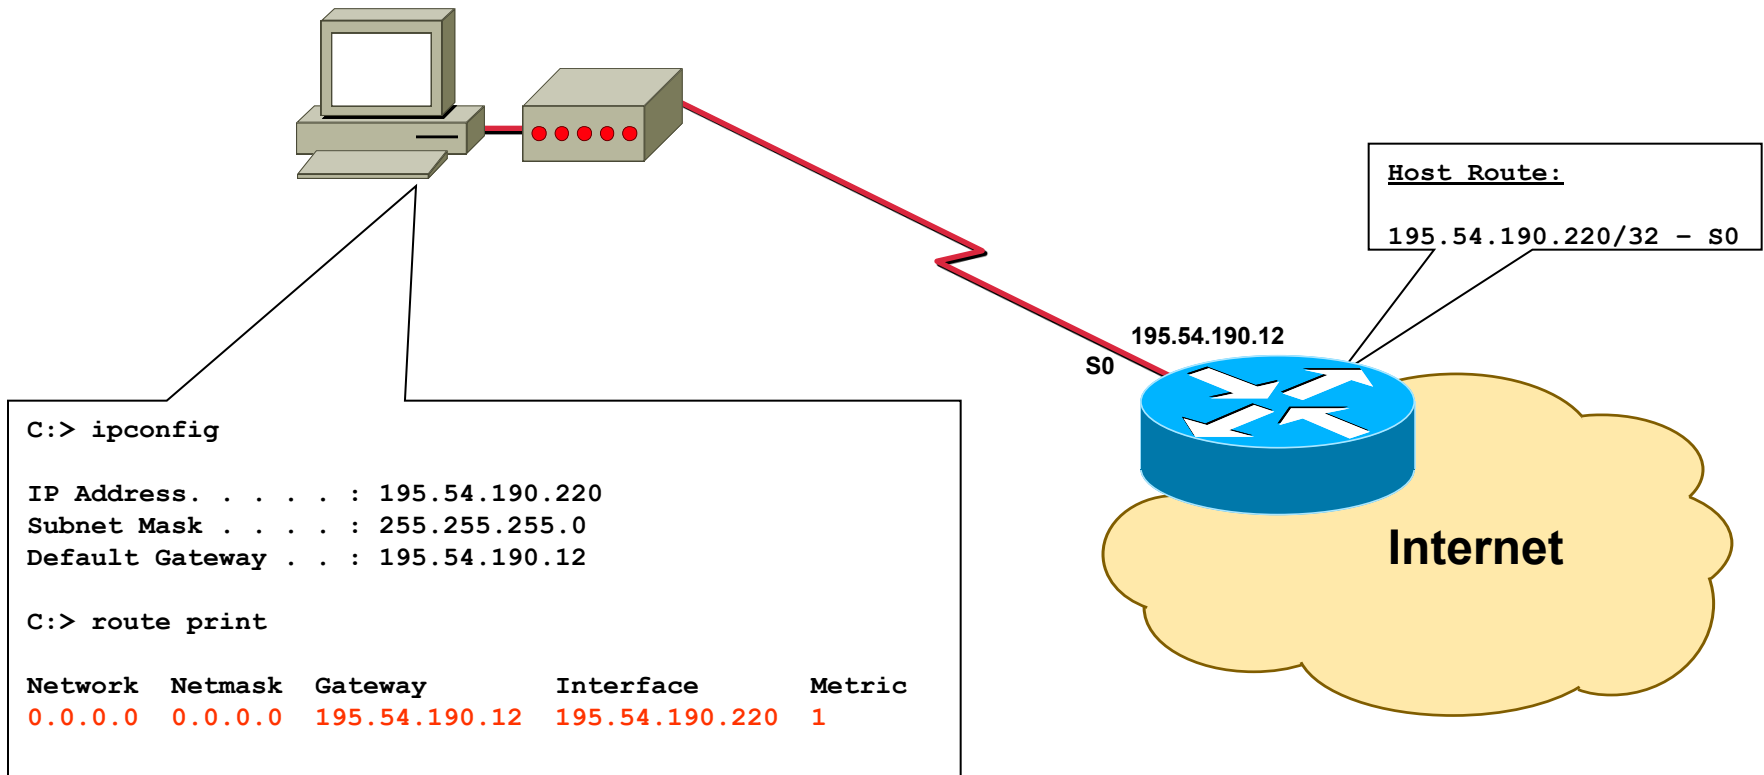 Host Route:
195.54.190.220/32 – S0
195.54.190.12
S0
Internet
C:> ipconfig
IP Address. . . . . : 195.54.190.220
Subnet Mask . . . . : 255.255.255.0
Default Gateway . . : 195.54.190.12
C:> route print
Network Netmask Gateway Interface Metric
0.0.0.0 0.0.0.0 195.54.190.12 195.54.190.220 1